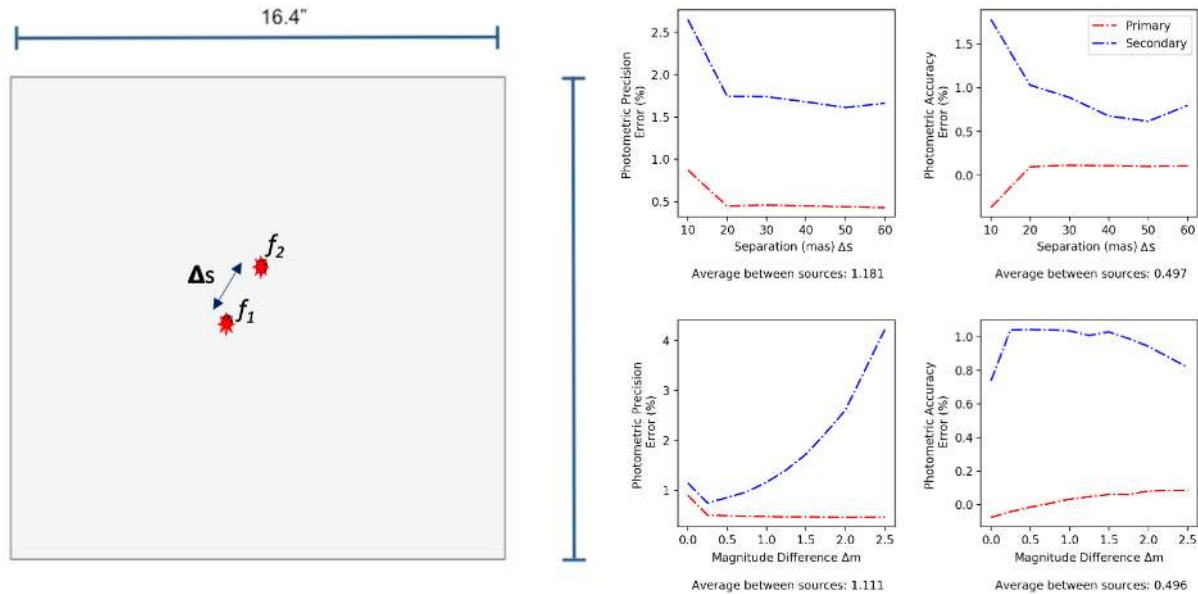 16.4”
f2
Δs
f1
Photometric Precision
Error (%)
2.5
2.0
1.5
1.0
0.5
10 20 30 40 50 60
Separation (mas) Δs
Average between sources: 1.181
Photometric Accuracy
Error (%)
1.5
1.0
0.5
0.0
Primary
Secondary
10 20 30 40 50 60
Separation (mas) Δs
Average between sources: 0.497
Photometric Precision
Error (%)
4
3
2
1
0.0 0.5 1.0 1.5 2.0 2.5
Magnitude Difference Δm
Average between sources: 1.111
Photometric Accuracy
Error (%)
1.0
0.8
0.6
0.4
0.2
0.0
0.0 0.5 1.0 1.5 2.0 2.5
Magnitude Difference Δm
Average between sources: 0.496